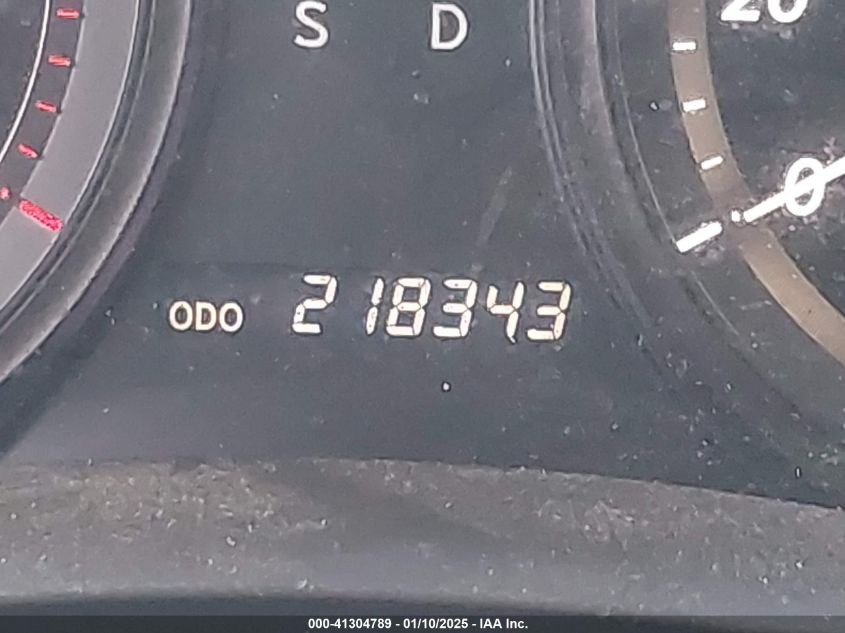 S D
20
0
ODO 218343
000-41304789 - 01/10/2025 - IAA Inc.